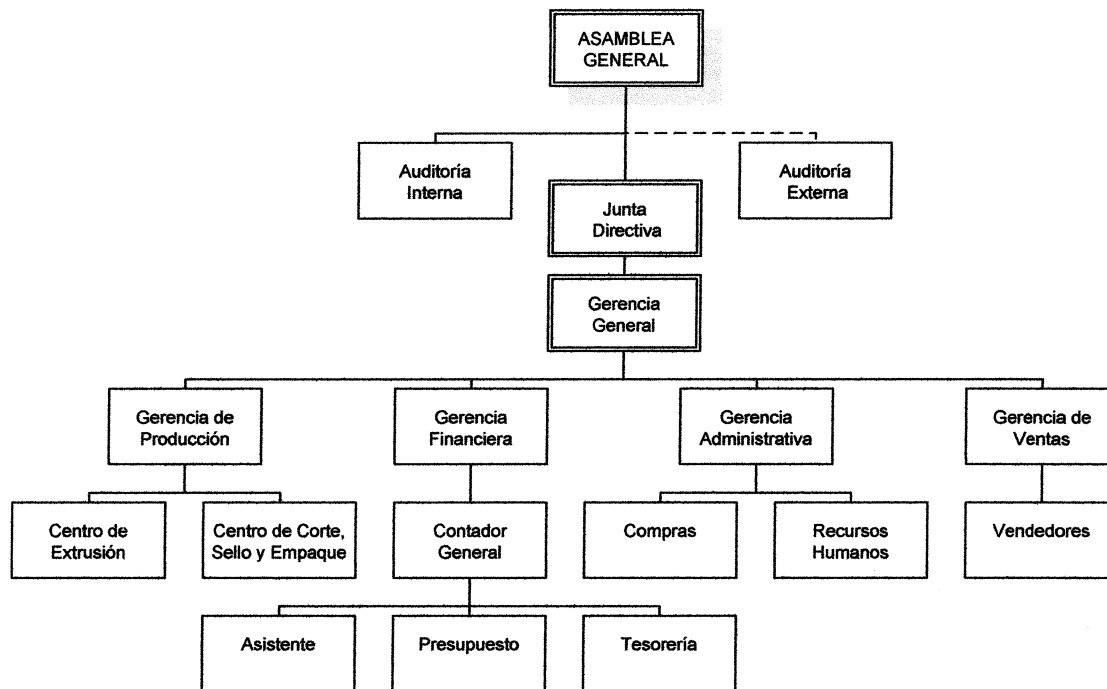 ASAMBLEA
GENERAL
Auditoría
Interna
Auditoría
Externa
Junta
Directiva
Gerencia
General
Gerencia de
Producción
Gerencia
Financiera
Gerencia
Administrativa
Gerencia de
Ventas
Centro de
Extrusión
Centro de Corte,
Sello y Empaque
Contador
General
Compras
Recursos
Humanos
Vendedores
Asistente
Presupuesto
Tesorería